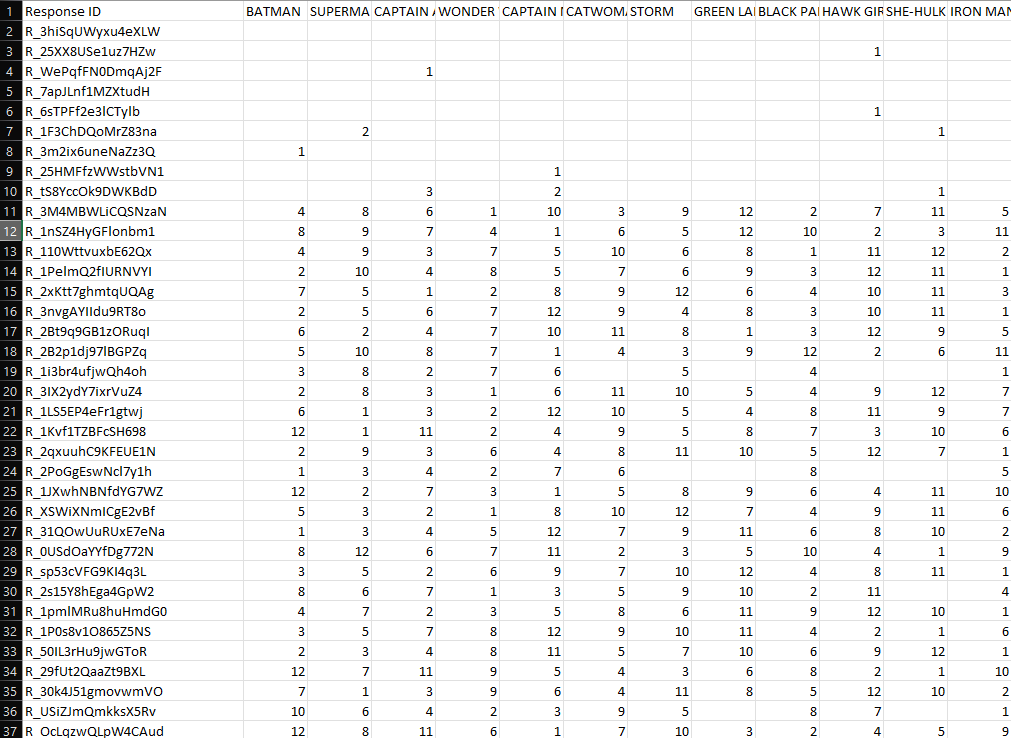 1 Response ID BATMAN SUPERMA CAPTAIN A WONDER CAPTAIN M CATWOMA STORM GREEN LAI BLACK PAI HAWK GIR SHE-HULK IRON MAN
2 R_3hiSqUWyxu4eXLW
3 R_25XX8USe1uz7HZw 1
4 R_WePqfFN0DmqAj2F 1
5 R_7apJLnf1MZXtudH
6 R_6sTPFf2e3lCTylb 1
7 R_1F3ChDQoMrZ83na 2 1
8 R_3m2ix6uneNaZz3Q 1
9 R_25HMFfzWWstbVN1 1
10 R_tS8YccOk9DWKBdD 3 2 1
11 R_3M4MBWLiCQSNzaN 4 8 6 1 10 3 9 12 2 7 11 5
12 R_1nSZ4HyGFlonbm1 8 9 7 4 1 6 5 12 10 2 3 11
13 R_110WttvuxbE62Qx 4 9 3 7 5 10 6 8 1 11 12 2
14 R_1PelmQ2fIURNVYI 2 10 4 8 5 7 6 9 3 12 11 1
15 R_2xKtt7ghmtqUQAg 7 5 1 2 8 9 12 6 4 10 11 3
16 R_3nvgAYIIdu9RT8o 2 5 6 7 12 9 4 8 3 10 11 1
17 R_2Bt9q9GB1zORuqI 6 2 4 7 10 11 8 1 3 12 9 5
18 R_2B2p1dj97lBGPZq 5 10 8 7 1 4 3 9 12 2 6 11
19 R_1i3br4ufjwQh4oh 3 8 2 7 6 5 4 1
20 R_3IX2ydY7ixrVuZ4 2 8 3 1 6 11 10 5 4 9 12 7
21 R_1LS5EP4eFr1gtwj 6 1 3 2 12 10 5 4 8 11 9 7
22 R_1Kvf1TZBFcSH698 12 1 11 2 4 9 5 8 7 3 10 6
23 R_2qxuuhC9KFEUE1N 2 9 3 6 4 8 11 10 5 12 7 1
24 R_2PoGgEswNcl7y1h 1 3 4 2 7 6 8 5
25 R_1JXwhNBNfdYG7WZ 12 2 7 3 1 5 8 9 6 4 11 10
26 R_XSWiXNmICgE2vBf 5 3 2 1 8 10 12 7 4 9 11 6
27 R_31QOwUuRUxE7eNa 1 3 4 5 12 7 9 11 6 8 10 2
28 R_0USdOaYYfDg772N 8 12 6 7 11 2 3 5 10 4 1 9
29 R_sp53cVFG9KI4q3L 3 5 2 6 9 7 10 12 4 8 11 1
30 R_2s15Y8hEga4GpW2 8 6 7 1 3 5 9 10 2 11 4
31 R_1pmlMRu8huHmdG0 4 7 2 3 5 8 6 11 9 12 10 1
32 R_1P0s8v1O865Z5NS 3 5 7 8 12 9 10 11 4 2 1 6
33 R_50IL3rHu9jwGToR 2 3 4 8 11 5 7 10 6 9 12 1
34 R_29fUt2QaaZt9BXL 12 7 11 9 5 4 3 6 8 2 1 10
35 R_30k4J51gmovwmVO 7 1 3 9 6 4 11 8 5 12 10 2
36 R_USiZJmQmkksX5Rv 10 6 4 2 3 9 5 8 7 1
37 R_OcLqzwQLpW4CAud 12 8 11 6 1 7 10 3 2 4 5 9